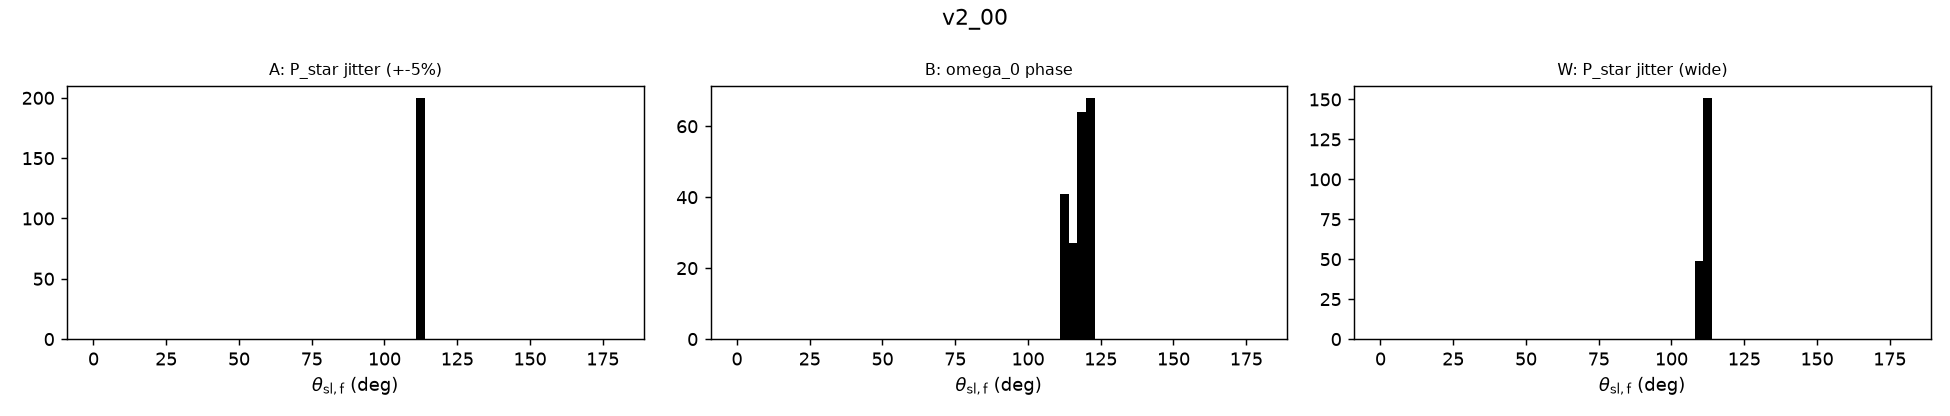 v2_00
A: P_star jitter (+-5%)
200
150
100
50
0
0 25 50 75 100 125 150 175
θsl,f (deg)
B: omega_0 phase
60
40
20
0
0 25 50 75 100 125 150 175
θsl,f (deg)
W: P_star jitter (wide)
150
125
100
75
50
25
0
0 25 50 75 100 125 150 175
θsl,f (deg)